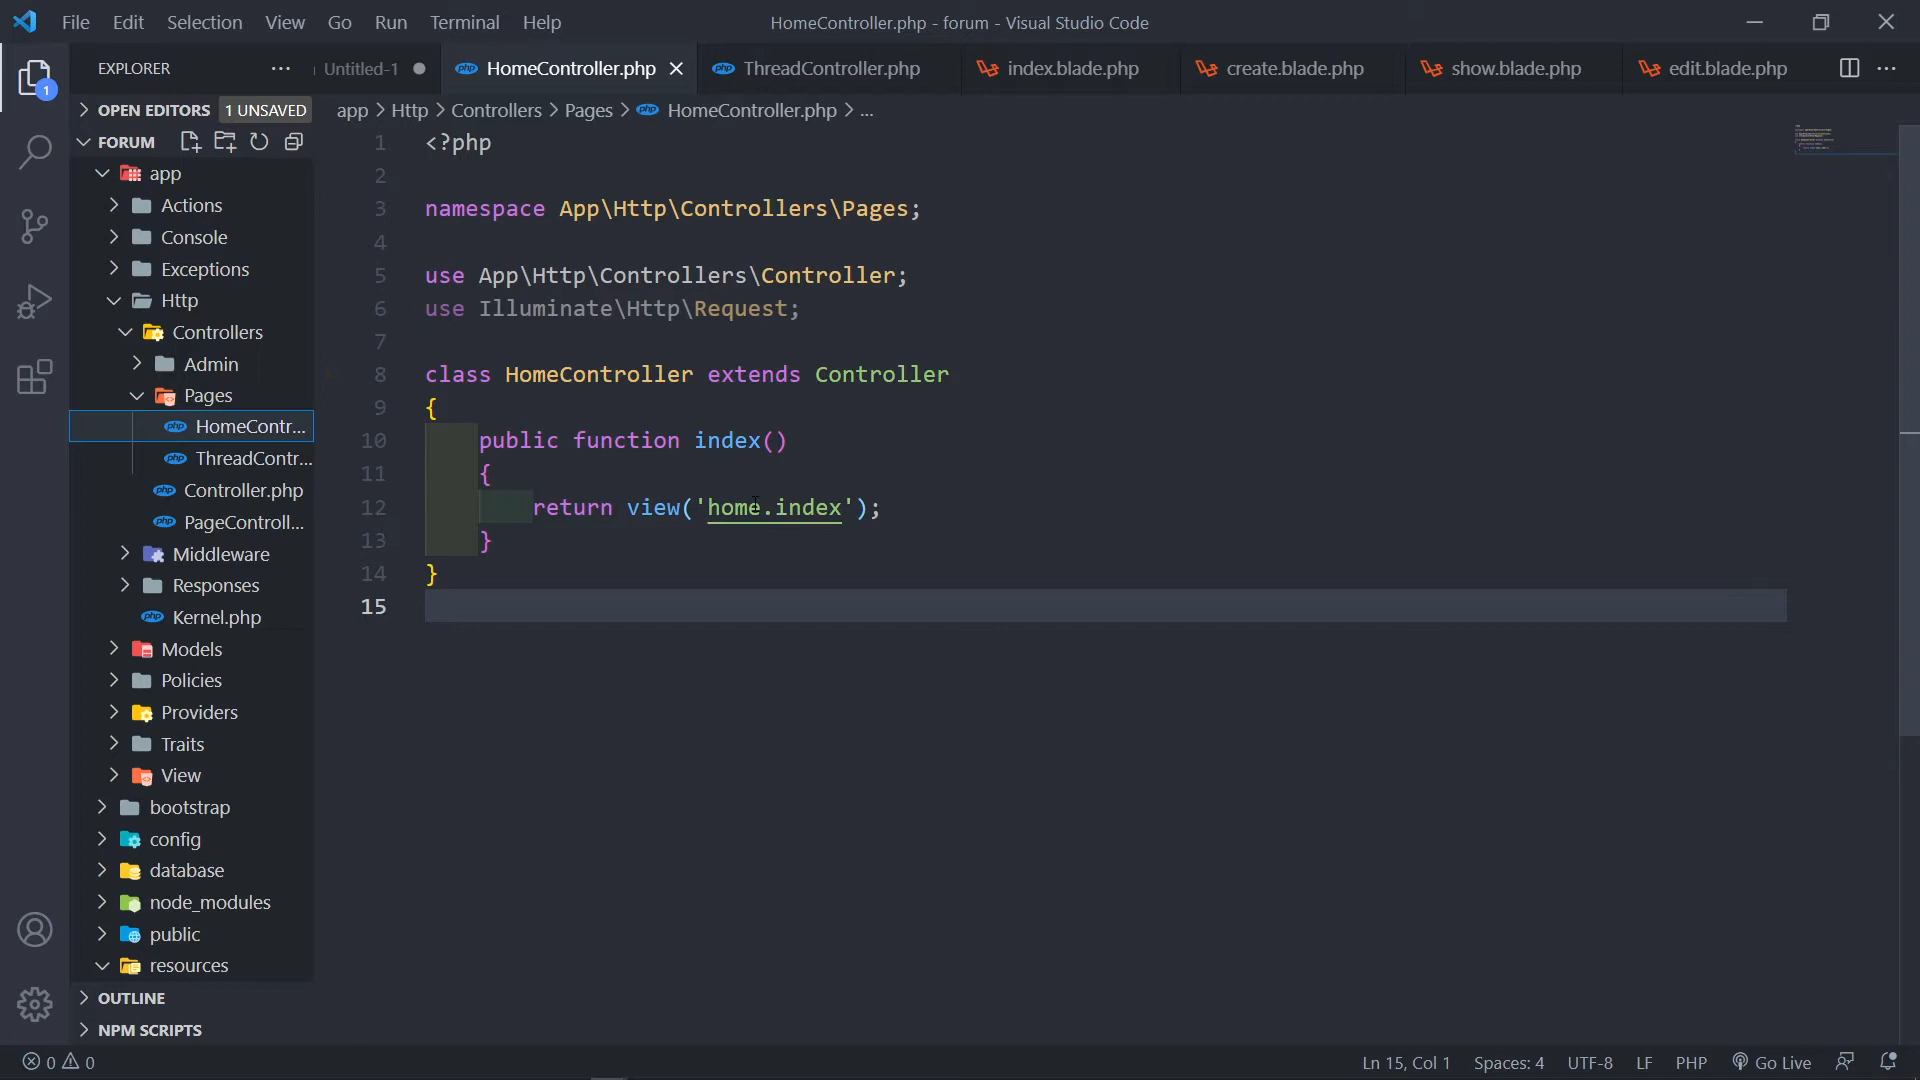 File Edit Selection View Go Run Terminal Help
HomeController.php - forum - Visual Studio Code
EXPLORER
Untitled-1
HomeController.php
ThreadController.php
index.blade.php
create.blade.php
show.blade.php
edit.blade.php
1
OPEN EDITORS 1 UNSAVED
FORUM
app
Actions
Console
Exceptions
Http
Controllers
Admin
Pages
HomeContr...
ThreadContr...
Controller.php
PageControll...
Middleware
Responses
Kernel.php
Models
Policies
Providers
Traits
View
bootstrap
config
database
node_modules
public
resources
OUTLINE
NPM SCRIPTS
app > Http > Controllers > Pages > php HomeController.php > ...
1 <?php
2
3 namespace App\Http\Controllers\Pages;
4
5 use App\Http\Controllers\Controller;
6 use Illuminate\Http\Request;
7
8 class HomeController extends Controller
9 {
10 public function index()
11 {
12 return view('home.index');
13 }
14 }
15
0 0
Ln 15, Col 1 Spaces: 4 UTF-8 LF PHP Go Live